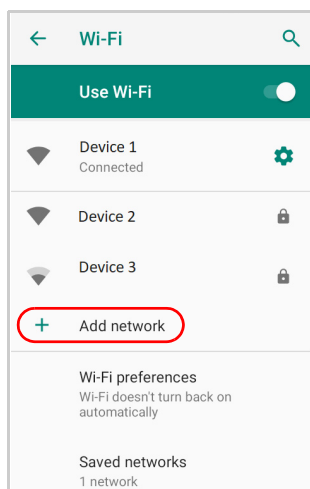 Wi-Fi
Use Wi-Fi
Device 1
Connected
Device 2
Device 3
Add network
Wi-Fi preferences
Wi-Fi doesn't turn back on
automatically
Saved networks
1 network